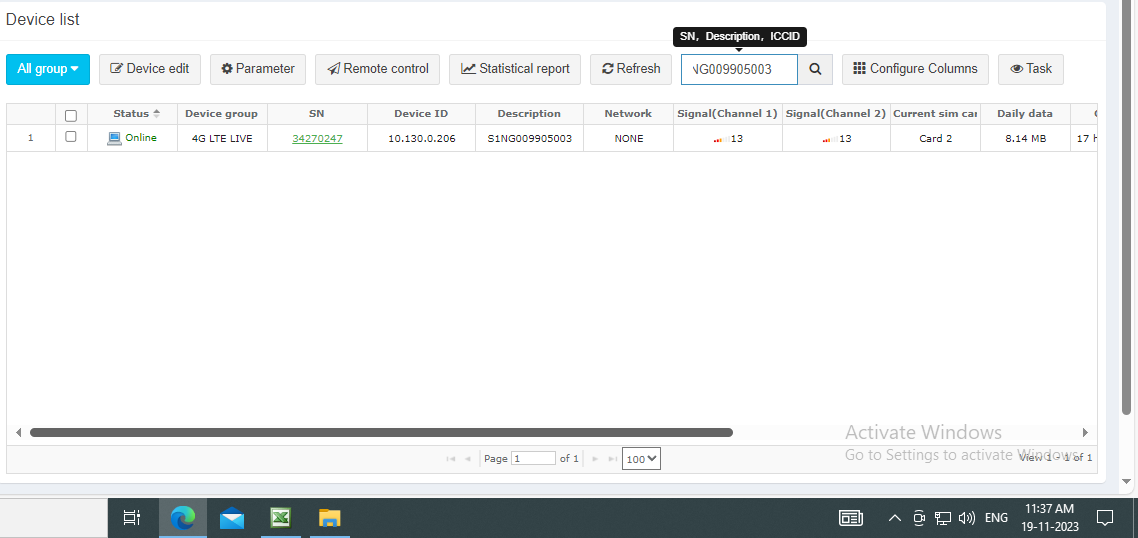 Device list
SN, Description, ICCID
All group Device edit Parameter Remote control Statistical report Refresh NG009905003 Configure Columns Task
Status Device group SN Device ID Description Network Signal(Channel 1) Signal(Channel 2) Current sim car Daily data
1 Online 4G LTE LIVE 34270247 10.130.0.206 S1NG009905003 NONE 13 13 Card 2 8.14 MB 17 h
Activate Windows
Go to Settings to activate Windows.
Page 1 of 1 100 View 1 - 1 of 1
ENG 11:37 AM
19-11-2023